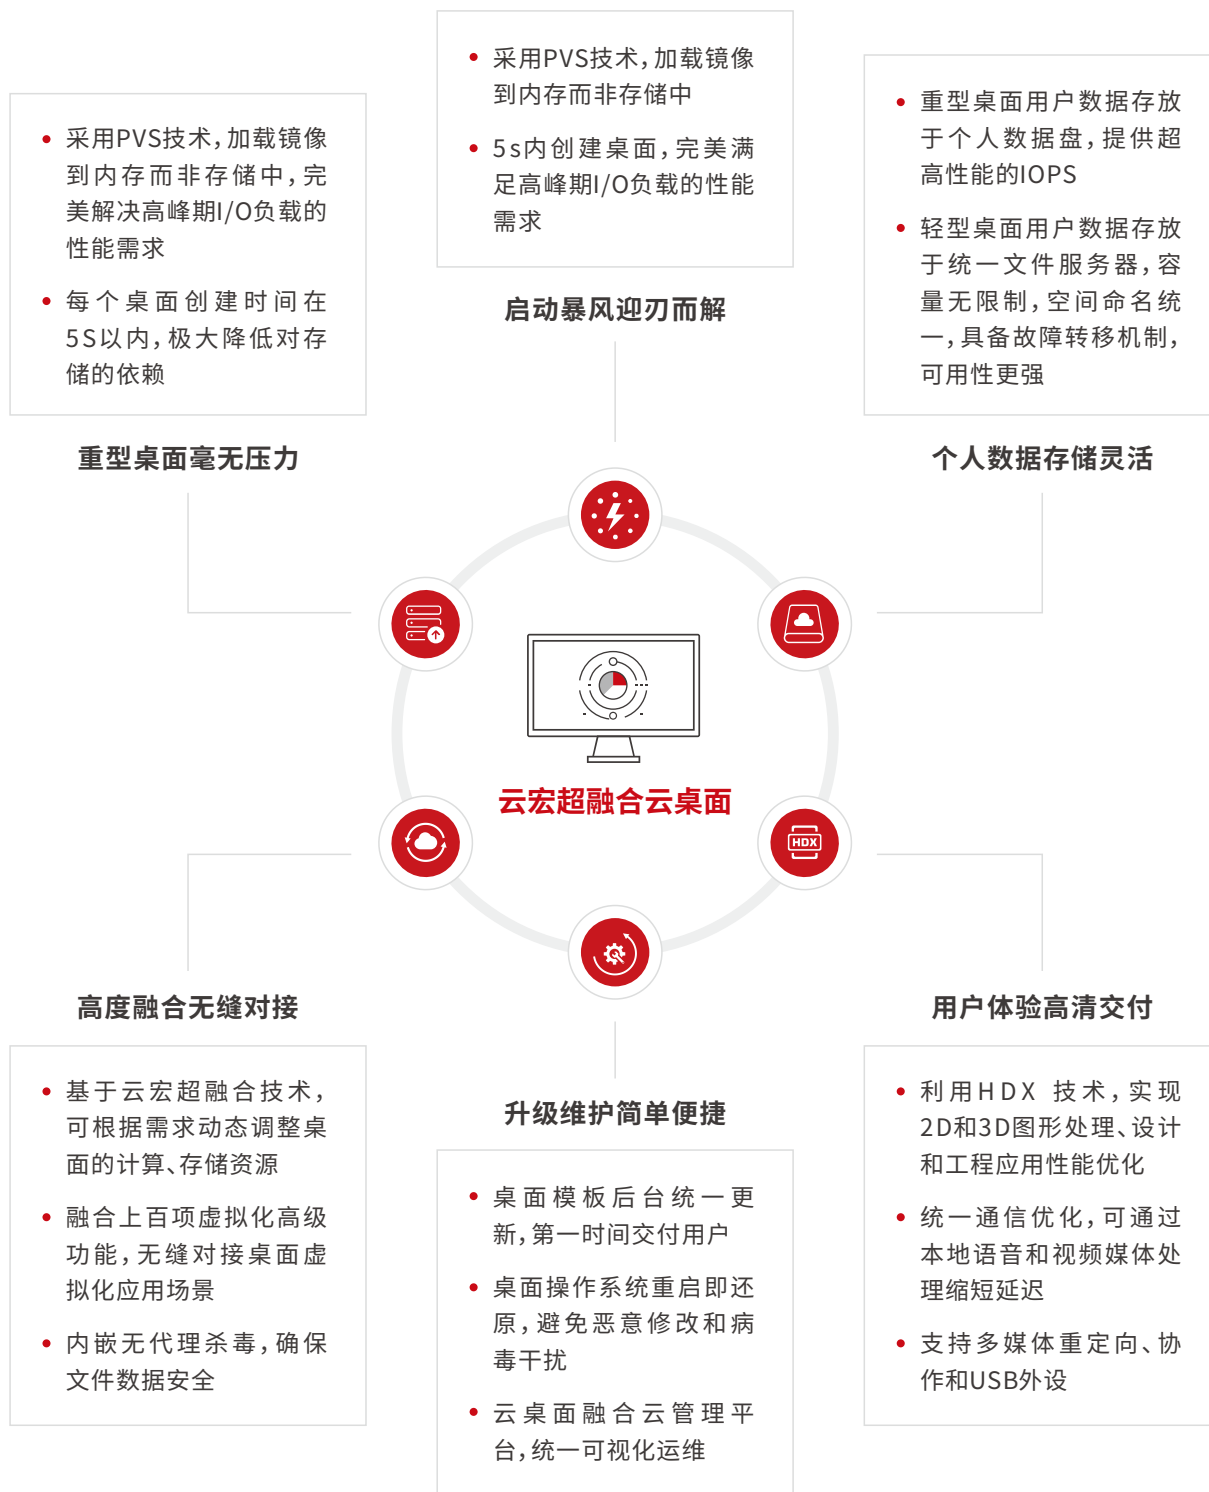 采用PVS技术，加载镜像
到内存而非存储中，完
美解决高峰期I/O负载的
性能需求
每个桌面创建时间在
5S以内，极大降低对存
储的依赖
重型桌面毫无压力
采用PVS技术，加载镜像
到内存而非存储中
5s内创建桌面，完美满
足高峰期I/O负载的性能
需求
启动暴风迎刃而解
重型桌面用户数据存放
于个人数据盘，提供超
高性能的IOPS
轻型桌面用户数据存放
于统一文件服务器，容
量无限制，空间命名统
一，具备故障转移机制，
可用性更强
个人数据存储灵活
云宏超融合云桌面
HDX
高度融合无缝对接
基于云宏超融合技术，
可根据需求动态调整桌
面的计算、存储资源
融合上百项虚拟化高级
功能，无缝对接桌面虚
拟化应用场景
内嵌无代理杀毒，确保
文件数据安全
升级维护简单便捷
桌面模板后台统一更
新，第一时间交付用户
桌面操作系统重启即还
原，避免恶意修改和病
毒干扰
云桌面融合云管理平
台，统一可视化运维
用户体验高清交付
利用HDX 技术，实现
2D和3D图形处理、设计
和工程应用性能优化
统一通信优化，可通过
本地语音和视频媒体处
理缩短延迟
支持多媒体重定向、协
作和USB外设